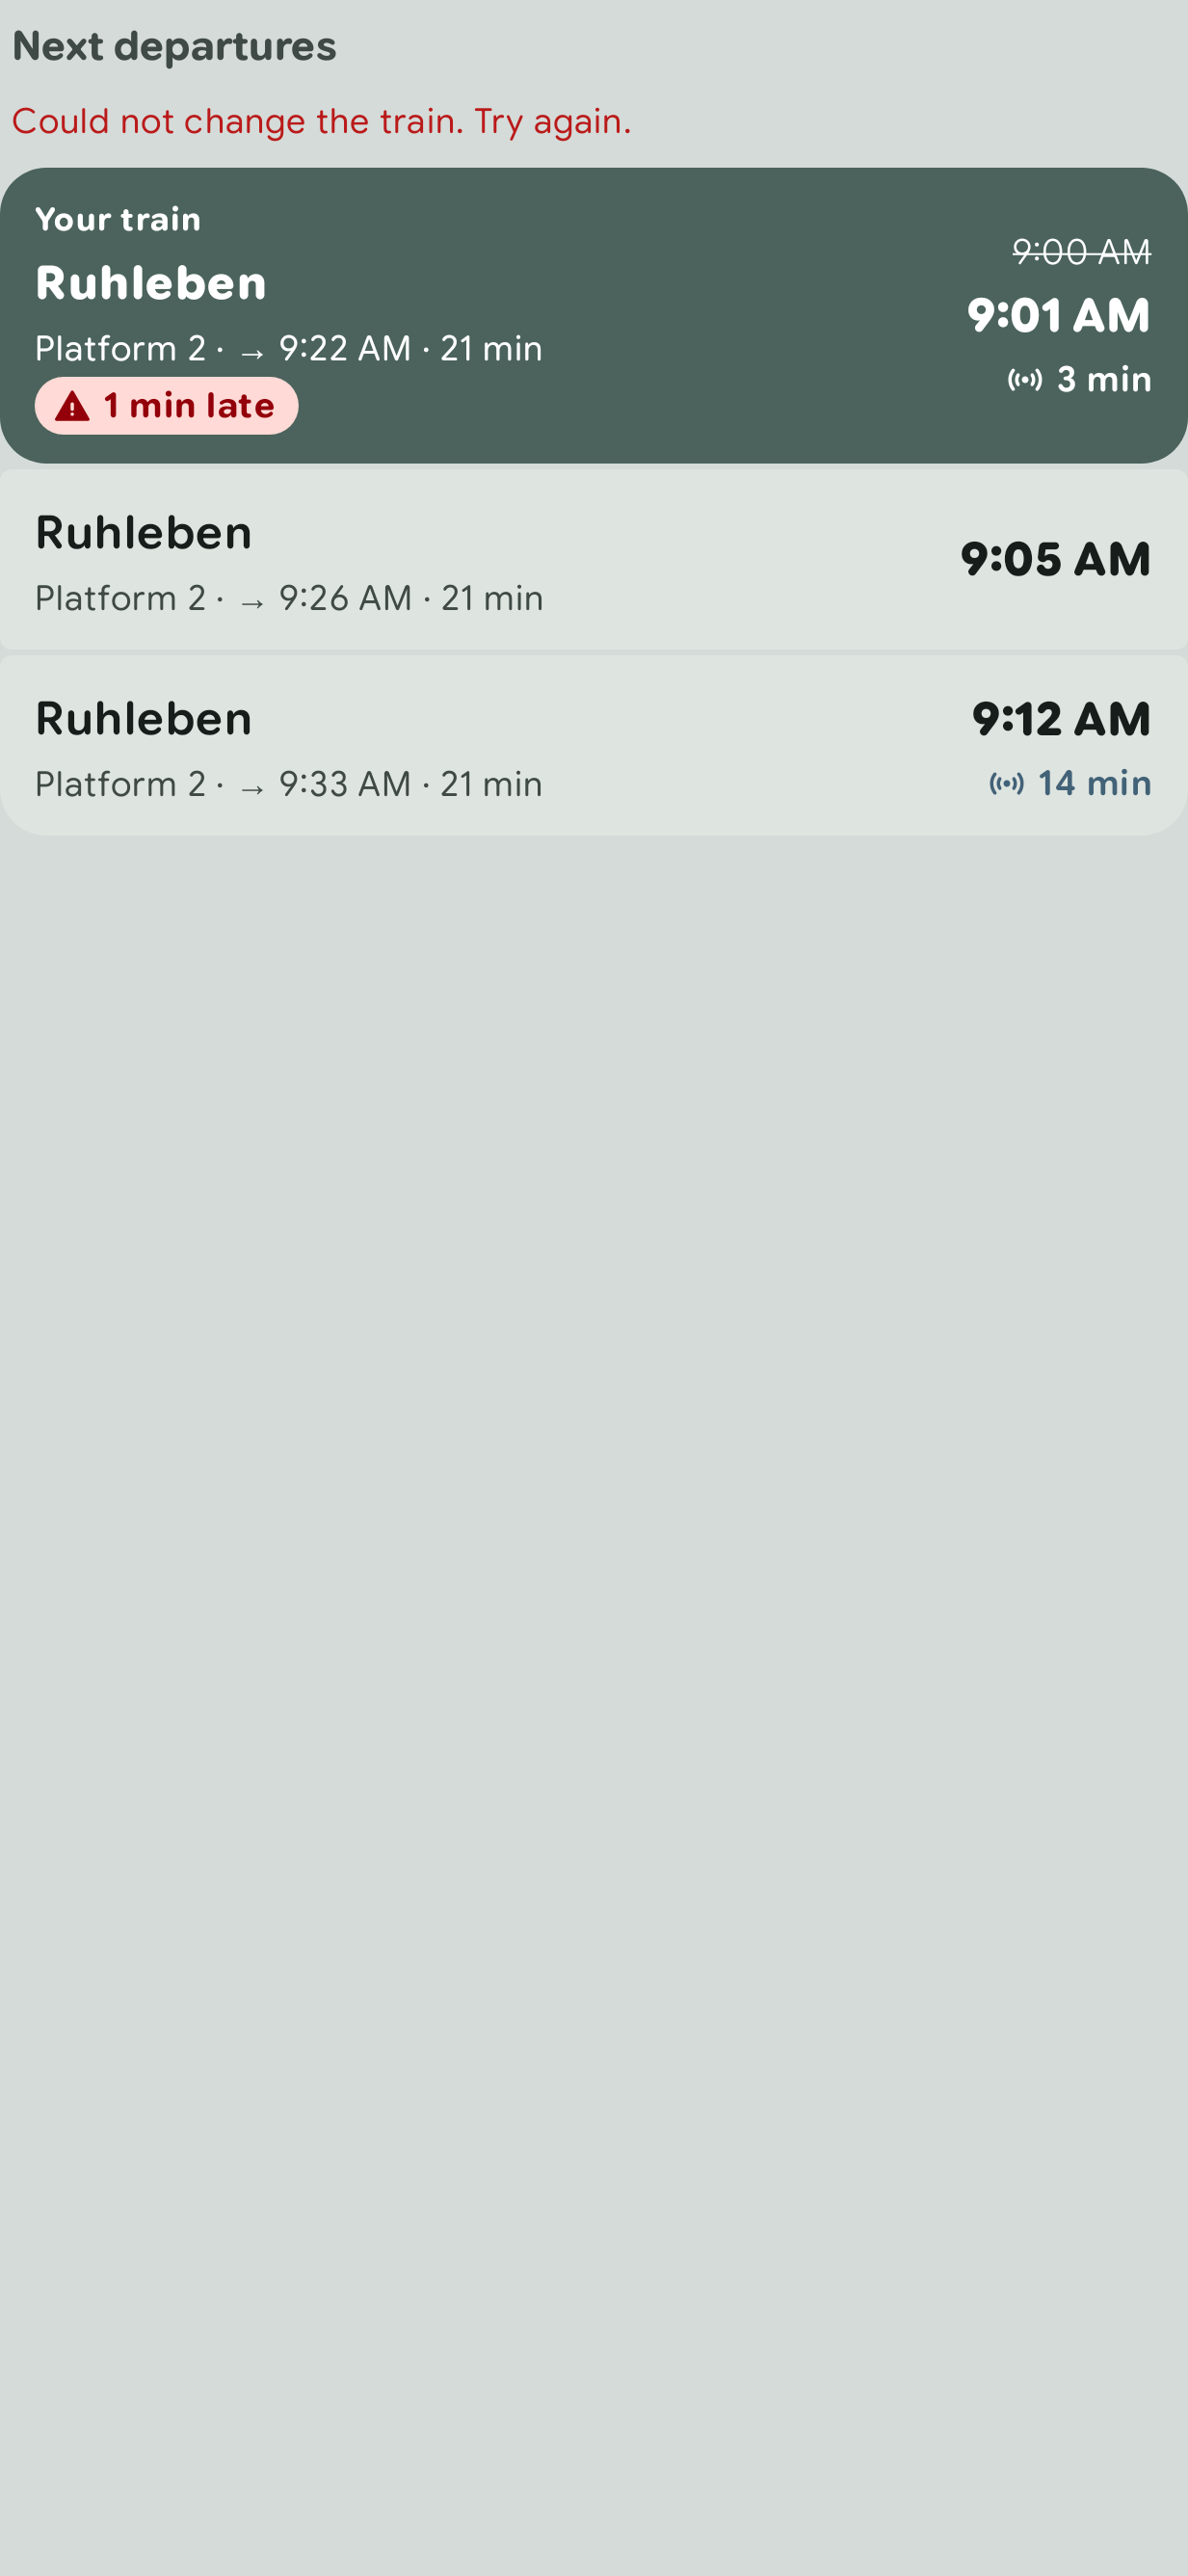 Next departures
Could not change the train. Try again.
Your train
Ruhleben
Platform 2 · → 9:22 AM · 21 min
1 min late
9:00 AM
9:01 AM
3 min
Ruhleben
Platform 2 · → 9:26 AM · 21 min
9:05 AM
Ruhleben
Platform 2 · → 9:33 AM · 21 min
9:12 AM
14 min